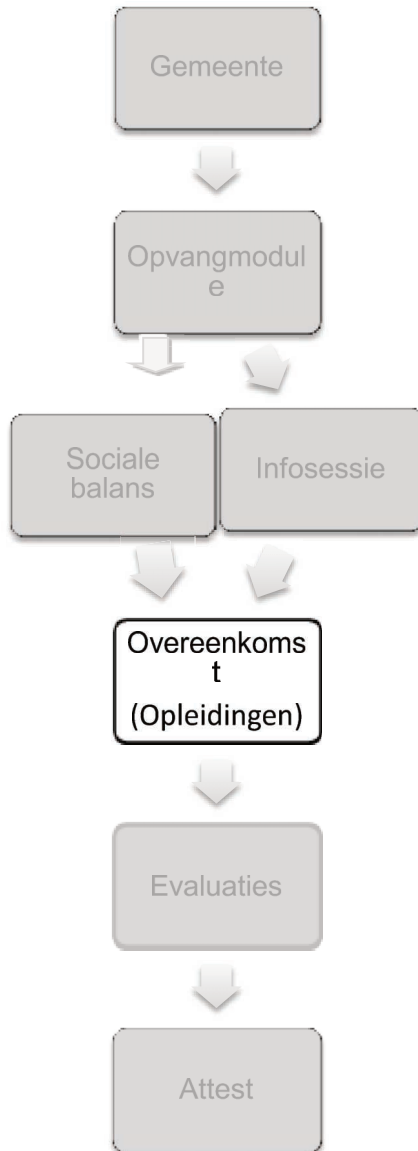 Gemeente
Opvangmodul
e
Sociale
balans
Infosessie
Overeenkoms
t
(Opleidingen)
Evaluaties
Attest